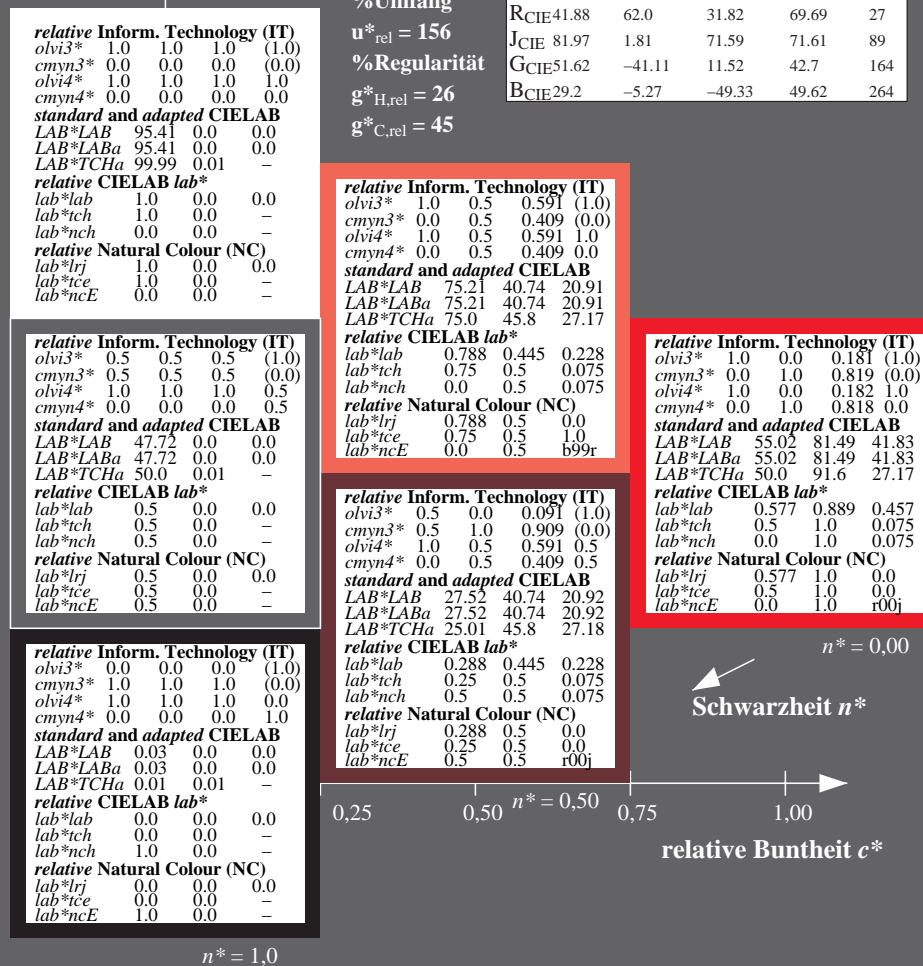 %Umfang
u*rel = 156
%Regularität
g*H,rel = 26
g*C,rel = 45
RCIE 41.88 62.0 31.82 69.69 27
JCIE 81.97 1.81 71.59 71.61 89
GCIE 51.62 −41.11 11.52 42.7 164
BCIE 29.2 −5.27 −49.33 49.62 264
relative Inform. Technology (IT)
olvi3* 1.0 1.0 1.0 (1.0)
cmyn3* 0.0 0.0 0.0 (0.0)
olvi4* 1.0 1.0 1.0 1.0
cmyn4* 0.0 0.0 0.0 0.0
standard and adapted CIELAB
LAB*LAB 95.41 0.0 0.0
LAB*LABa 95.41 0.0 0.0
LAB*TCHa 99.99 0.01 –
relative CIELAB lab*
lab*lab 1.0 0.0 0.0
lab*tch 1.0 0.0 –
lab*nch 0.0 0.0 –
relative Natural Colour (NC)
lab*lrj 1.0 0.0 0.0
lab*tce 1.0 0.0 –
lab*ncE 0.0 0.0 –
relative Inform. Technology (IT)
olvi3* 1.0 0.5 0.591 (1.0)
cmyn3* 0.0 0.5 0.409 (0.0)
olvi4* 1.0 0.5 0.591 1.0
cmyn4* 0.0 0.5 0.409 0.0
standard and adapted CIELAB
LAB*LAB 75.21 40.74 20.91
LAB*LABa 75.21 40.74 20.91
LAB*TCHa 75.0 45.8 27.17
relative CIELAB lab*
lab*lab 0.788 0.445 0.228
lab*tch 0.75 0.5 0.075
lab*nch 0.0 0.5 0.075
relative Natural Colour (NC)
lab*lrj 0.788 0.5 0.0
lab*tce 0.75 0.5 1.0
lab*ncE 0.0 0.5 b99r
relative Inform. Technology (IT)
olvi3* 0.5 0.5 0.5 (1.0)
cmyn3* 0.5 0.5 0.5 (0.0)
olvi4* 1.0 1.0 1.0 0.5
cmyn4* 0.0 0.0 0.0 0.5
standard and adapted CIELAB
LAB*LAB 47.72 0.0 0.0
LAB*LABa 47.72 0.0 0.0
LAB*TCHa 50.0 0.01 –
relative CIELAB lab*
lab*lab 0.5 0.0 0.0
lab*tch 0.5 0.0 –
lab*nch 0.5 0.0 –
relative Natural Colour (NC)
lab*lrj 0.5 0.0 0.0
lab*tce 0.5 0.0 –
lab*ncE 0.5 0.0 –
relative Inform. Technology (IT)
olvi3* 1.0 0.0 0.181 (1.0)
cmyn3* 0.0 1.0 0.819 (0.0)
olvi4* 1.0 0.0 0.182 1.0
cmyn4* 0.0 1.0 0.818 0.0
standard and adapted CIELAB
LAB*LAB 55.02 81.49 41.83
LAB*LABa 55.02 81.49 41.83
LAB*TCHa 50.0 91.6 27.17
relative CIELAB lab*
lab*lab 0.577 0.889 0.457
lab*tch 0.5 1.0 0.075
lab*nch 0.0 1.0 0.075
relative Natural Colour (NC)
lab*lrj 0.577 1.0 0.0
lab*tce 0.5 1.0 0.0
lab*ncE 0.0 1.0 r00j
relative Inform. Technology (IT)
olvi3* 0.5 0.0 0.091 (1.0)
cmyn3* 0.5 1.0 0.909 (0.0)
olvi4* 1.0 0.5 0.591 0.5
cmyn4* 0.0 0.5 0.409 0.5
standard and adapted CIELAB
LAB*LAB 27.52 40.74 20.92
LAB*LABa 27.52 40.74 20.92
LAB*TCHa 25.01 45.8 27.18
relative CIELAB lab*
lab*lab 0.288 0.445 0.228
lab*tch 0.25 0.5 0.075
lab*nch 0.5 0.5 0.075
relative Natural Colour (NC)
lab*lrj 0.288 0.5 0.0
lab*tce 0.25 0.5 0.0
lab*ncE 0.5 0.5 r00j
relative Inform. Technology (IT)
olvi3* 0.0 0.0 0.0 (1.0)
cmyn3* 1.0 1.0 1.0 (0.0)
olvi4* 1.0 1.0 1.0 0.0
cmyn4* 0.0 0.0 0.0 1.0
standard and adapted CIELAB
LAB*LAB 0.03 0.0 0.0
LAB*LABa 0.03 0.0 0.0
LAB*TCHa 0.01 0.01 –
relative CIELAB lab*
lab*lab 0.0 0.0 0.0
lab*tch 0.0 0.0 –
lab*nch 1.0 0.0 –
relative Natural Colour (NC)
lab*lrj 0.0 0.0 0.0
lab*tce 0.0 0.0 –
lab*ncE 1.0 0.0 –
n* = 0,00
Schwarzheit n*
n* = 0,50
0,25 0,50 0,75 1,00
relative Buntheit c*
n* = 1,0